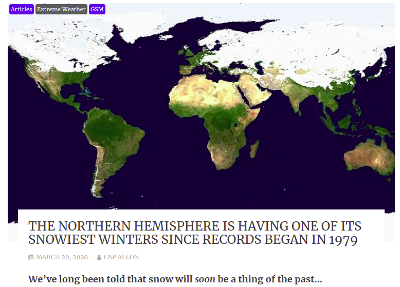 Articles Extreme Weather GSM
THE NORTHERN HEMISPHERE IS HAVING ONE OF ITS
SNOWIEST WINTERS SINCE RECORDS BEGAN IN 1979
MARCH 20, 2020 CAP ALLON
We've long been told that snow will soon be a thing of the past...